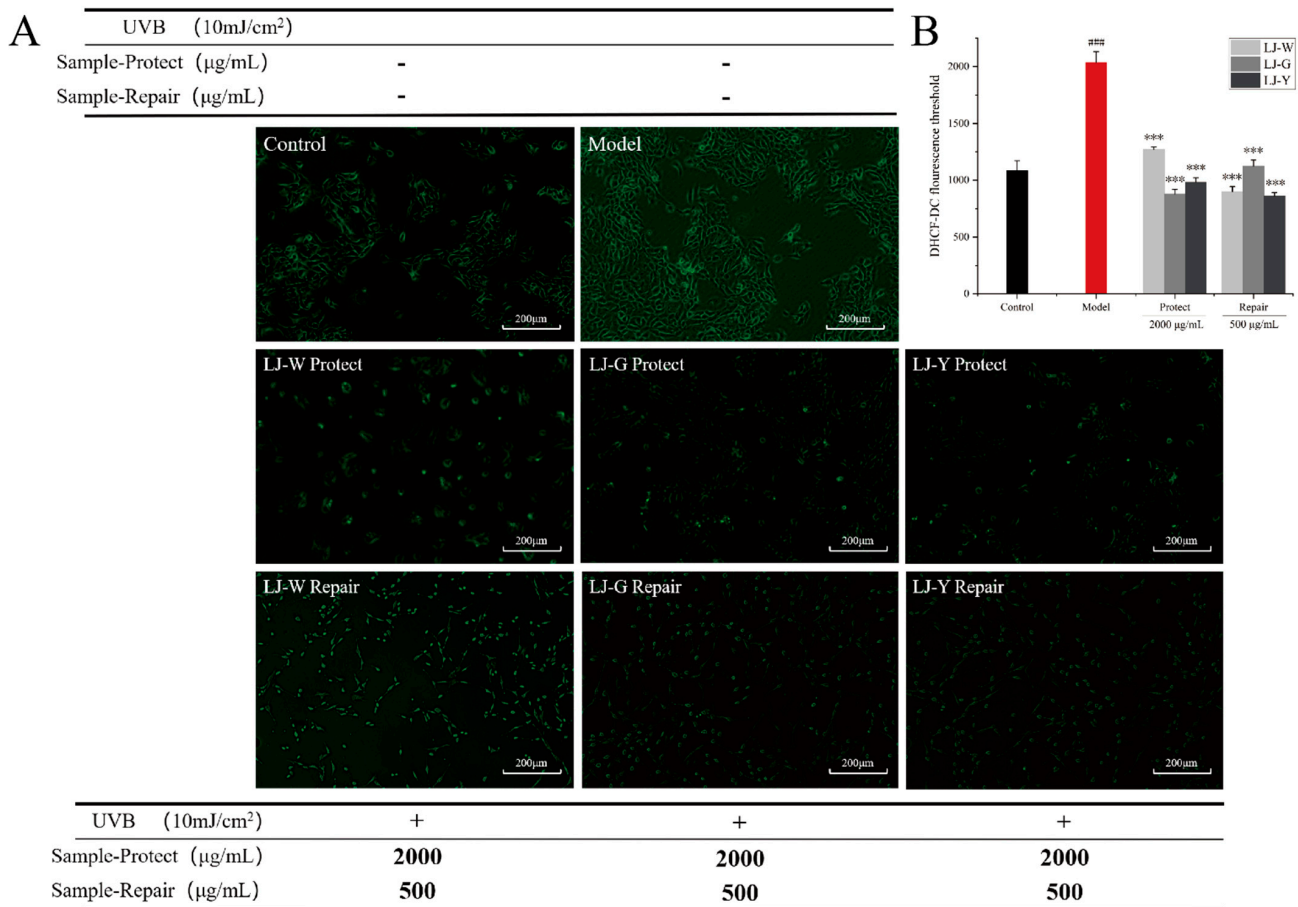 A
UVB (10mJ/cm²)
Sample-Protect (μg/mL) - -
Sample-Repair (μg/mL) - -
Control
200μm
Model
200μm
LJ-W Protect
200μm
LJ-G Protect
200μm
LJ-Y Protect
200μm
LJ-W Repair
200μm
LJ-G Repair
200μm
LJ-Y Repair
200μm
UVB (10mJ/cm²) + + +
Sample-Protect (μg/mL) 2000 2000 2000
Sample-Repair (μg/mL) 500 500 500
B
DHCF-DC flourescence threshold
2000
1500
1000
500
0
###
***
***
***
***
***
***
LJ-W
LJ-G
LJ-Y
Control
Model
Protect
2000 μg/mL
Repair
500 μg/mL